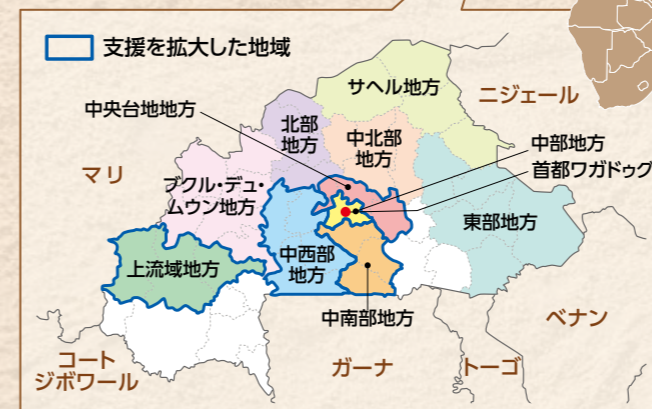 支援を拡大した地域
サヘル地方
ニジェール
中央台地地方
北部
地方
中北部
地方
中部地方
首都ワガドゥグ
マリ
ブクル・デュ・
ムウン地方
東部地方
上流域地方
中西部
地方
中南部地方
ベナン
コート
ジボワール
ガーナ
トーゴ